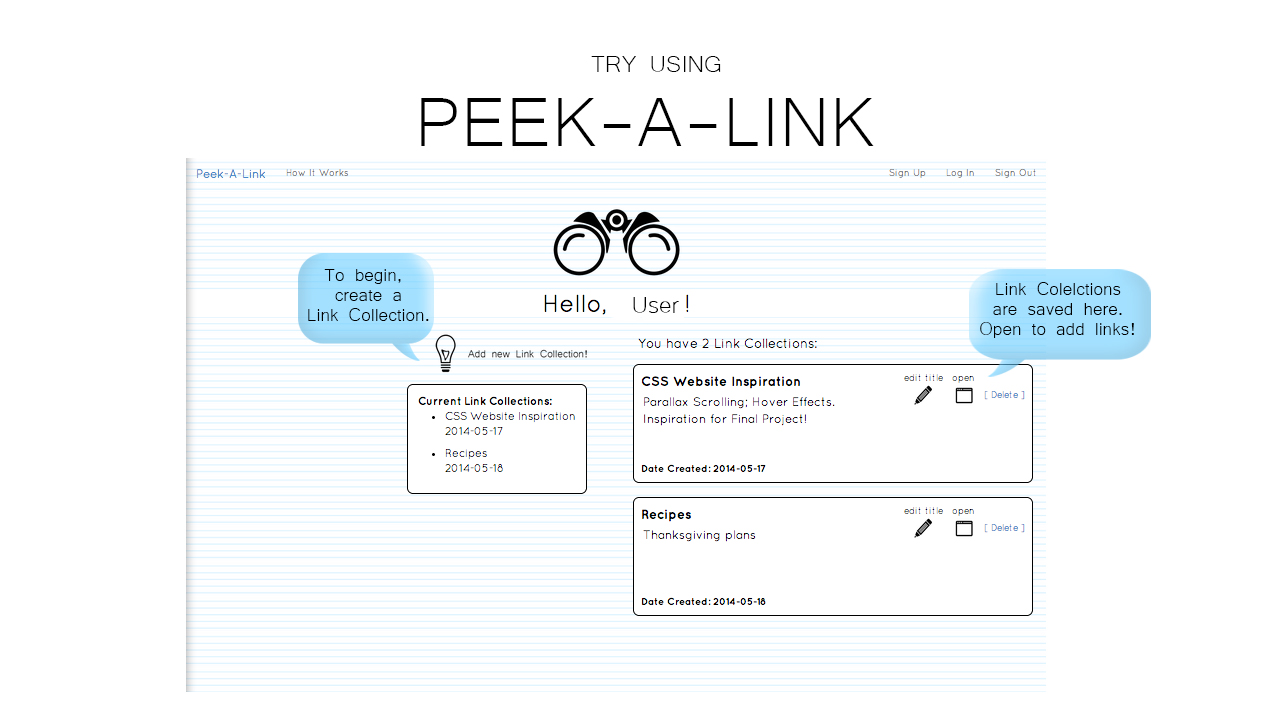 TRY USING
PEEK-A-LINK
Peek-A-Link How It Works Sign Up Log In Sign Out
To begin,
create a
Link Collection.
Link Colelctions
are saved here.
Open to add links!
Hello, User !
Add new Link Collection!
Current Link Collections:
CSS Website Inspiration
2014-05-17
Recipes
2014-05-18
You have 2 Link Collections:
CSS Website Inspiration
edit title open
[ Delete ]
Parallax Scrolling; Hover Effects.
Inspiration for Final Project!
Date Created: 2014-05-17
Recipes
edit title open
[ Delete ]
Thanksgiving plans
Date Created: 2014-05-18